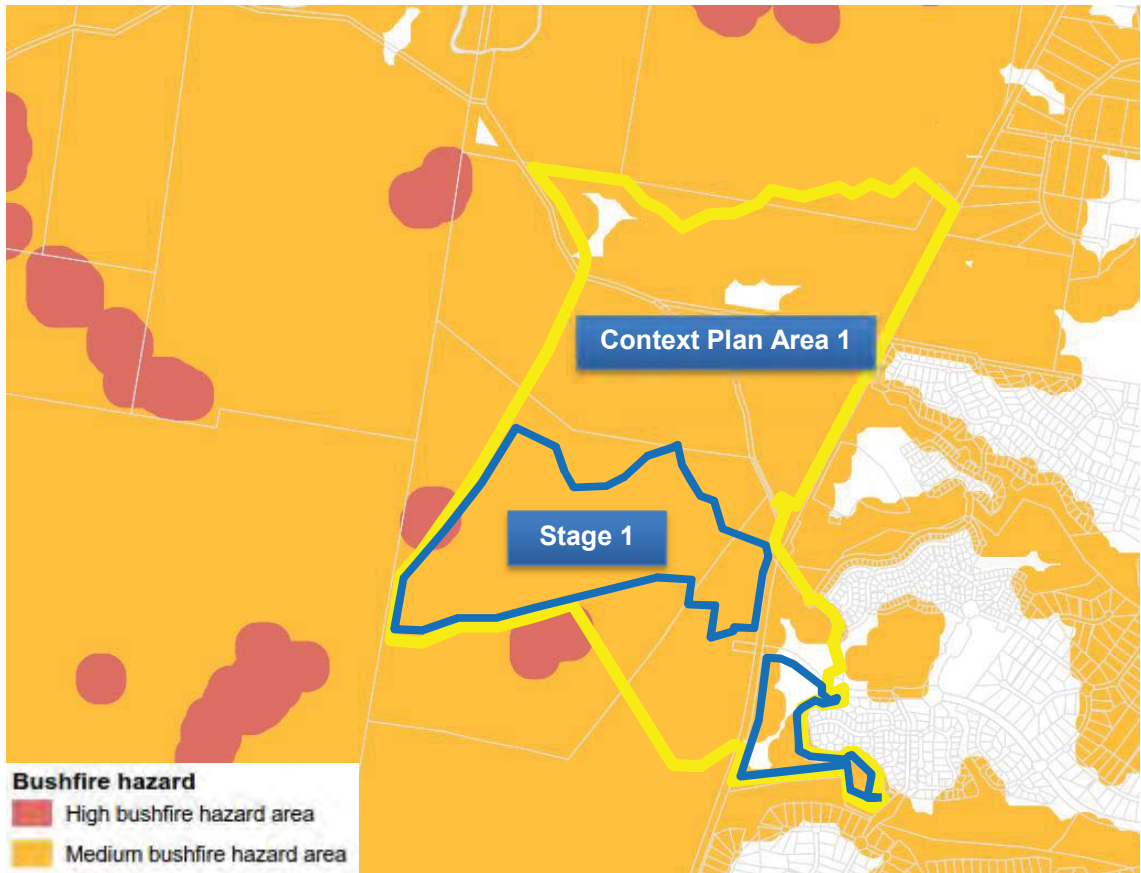 Context Plan Area 1
Stage 1
Bushfire hazard
High bushfire hazard area
Medium bushfire hazard area